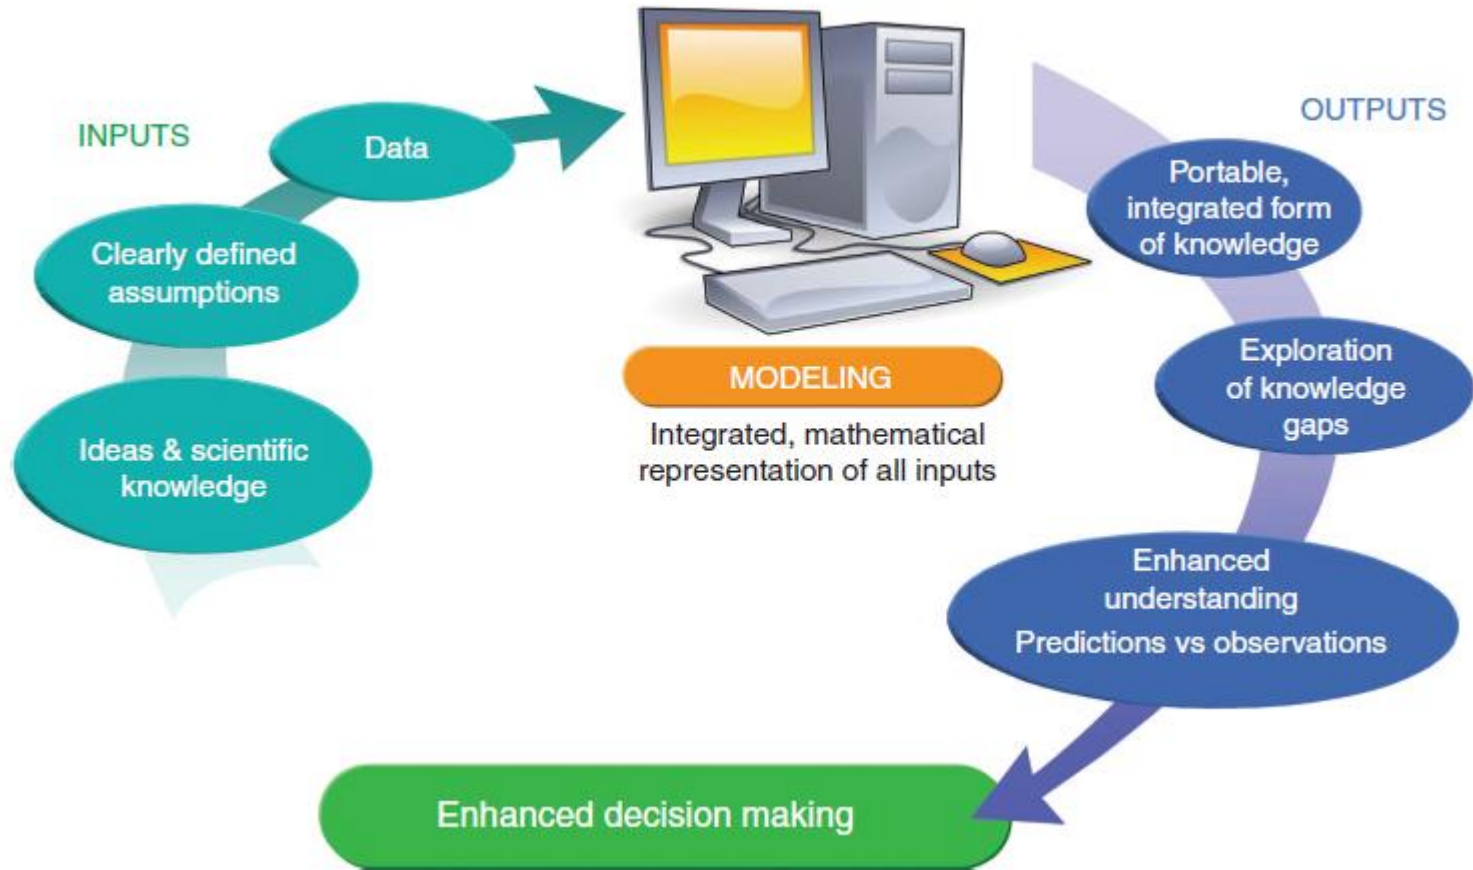 INPUTS
Data
Clearly defined
assumptions
Ideas & scientific
knowledge
MODELING
Integrated, mathematical
representation of all inputs
OUTPUTS
Portable,
integrated form
of knowledge
Exploration
of knowledge
gaps
Enhanced
understanding
Predictions vs observations
Enhanced decision making